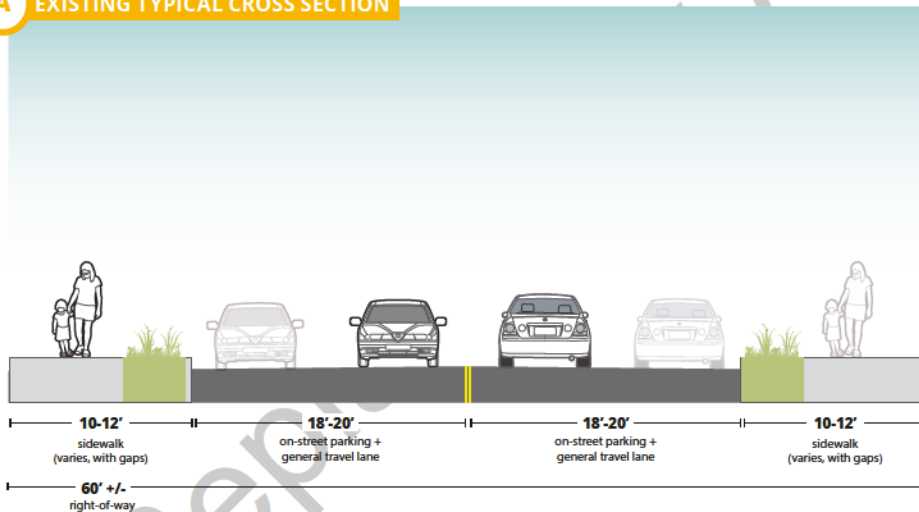 A EXISTING TYPICAL CROSS SECTION
10-12’ 18’-20’ 18’-20’ 10-12’
sidewalk
(varies, with gaps)
on-street parking +
general travel lane
on-street parking +
general travel lane
sidewalk
(varies, with gaps)
60’ +/-
right-of-way